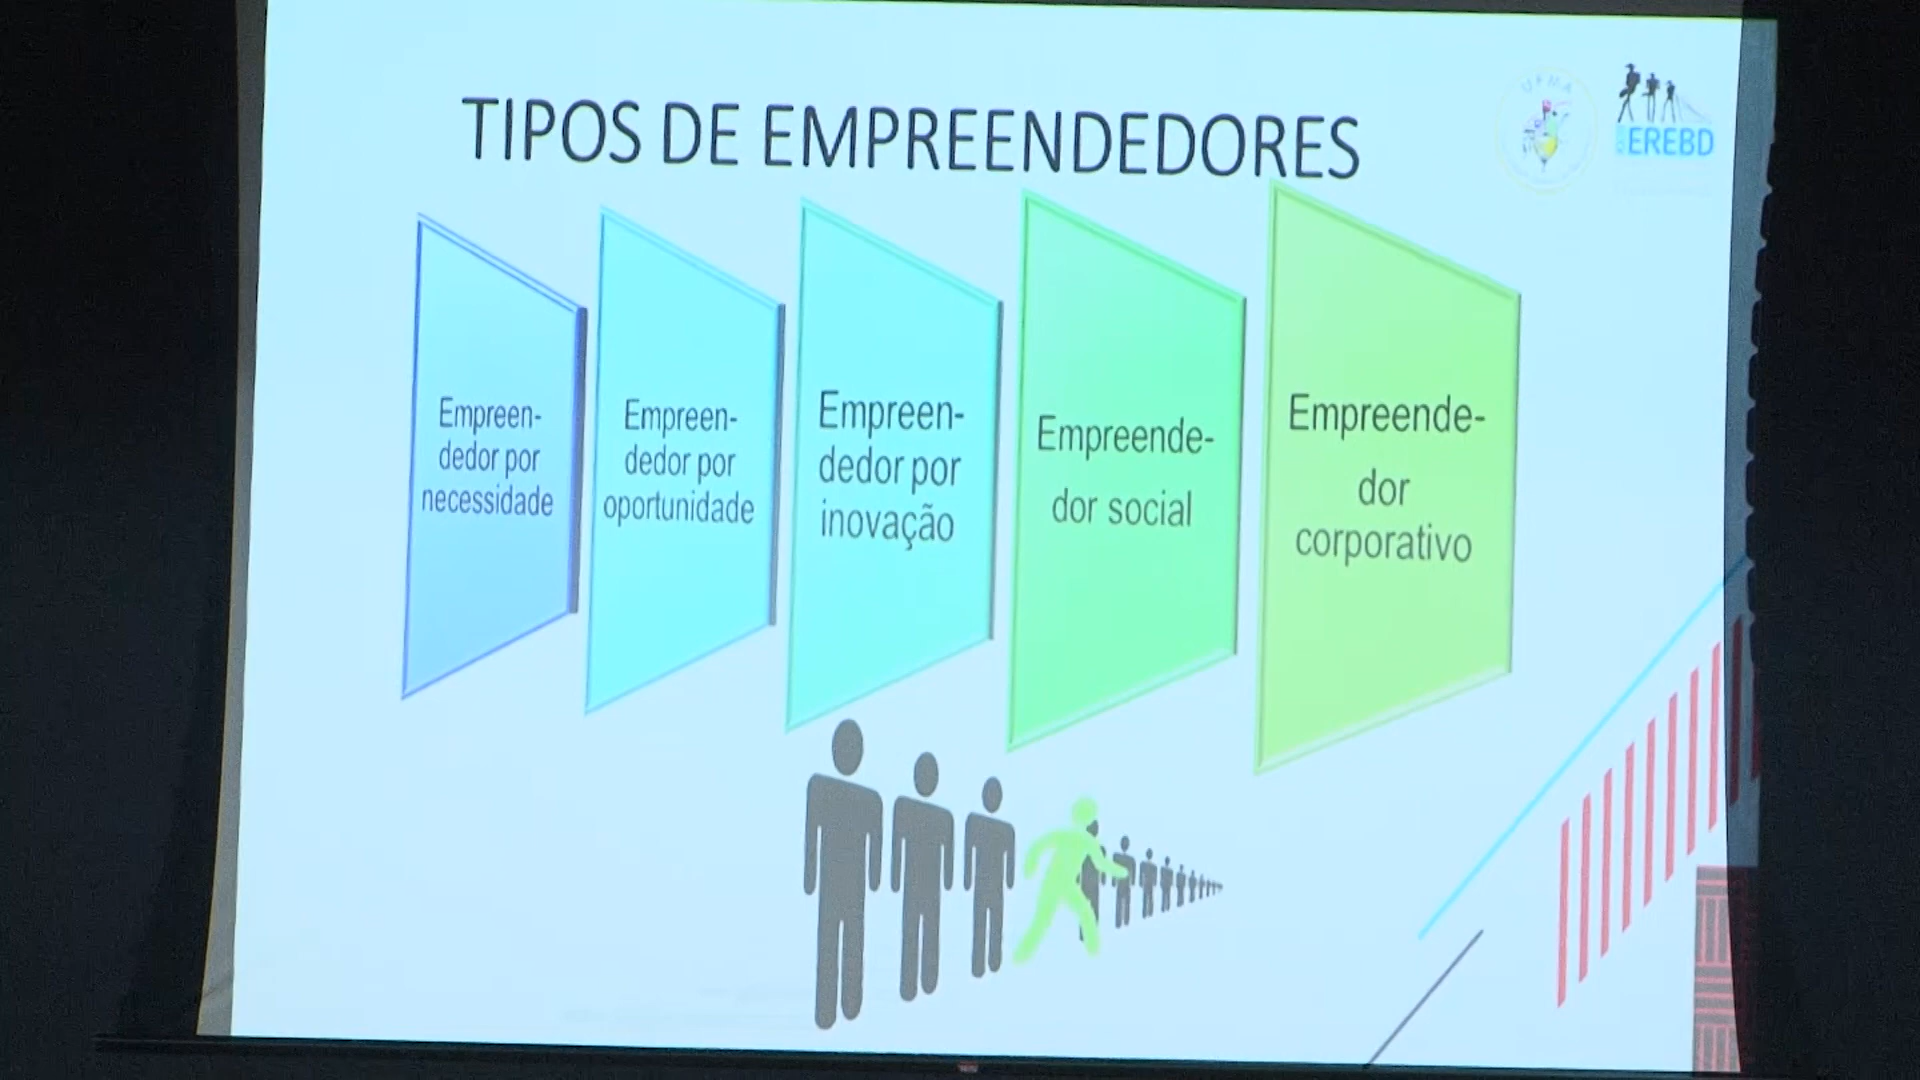 TIPOS DE EMPREENDEDORES
UFMA
EREBD
Empreen-
dedor por
necessidade
Empreen-
dedor por
oportunidade
Empreen-
dedor por
inovação
Empreende-
dor social
Empreende-
dor
corporativo